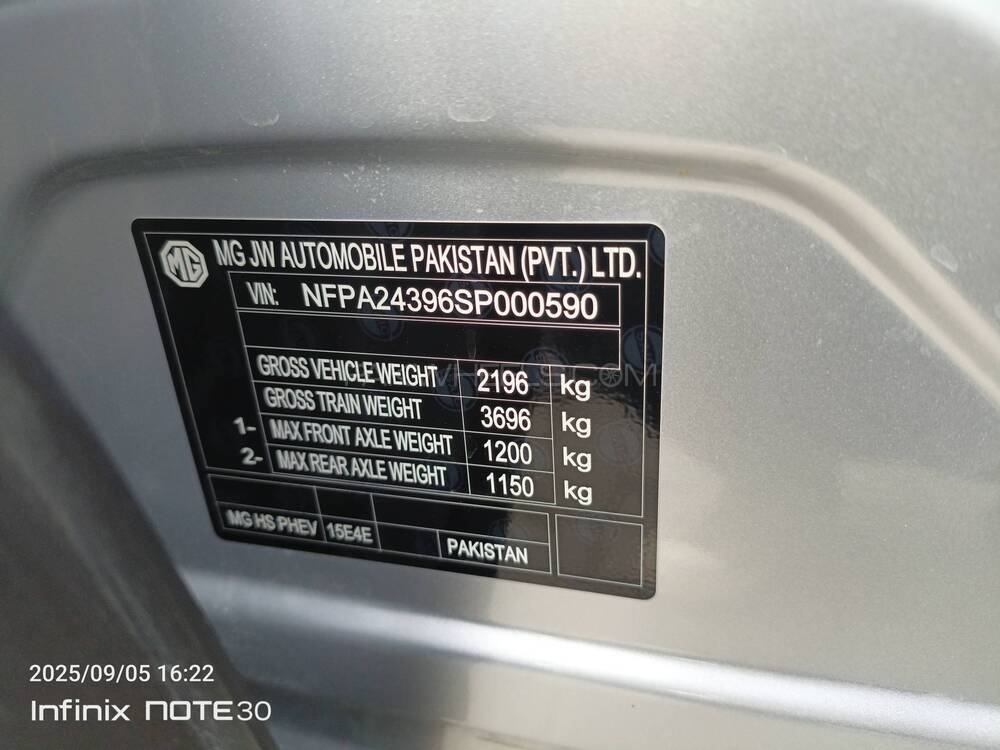 MG MG JW AUTOMOBILE PAKISTAN (PVT.) LTD.
VIN: NFPA24396SP000590
GROSS VEHICLE WEIGHT 2196 kg
GROSS TRAIN WEIGHT 3696 kg
1- MAX FRONT AXLE WEIGHT 1200 kg
2- MAX REAR AXLE WEIGHT 1150 kg
MG HS PHEV 15E4E PAKISTAN
2025/09/05 16:22
Infinix NOTE 30